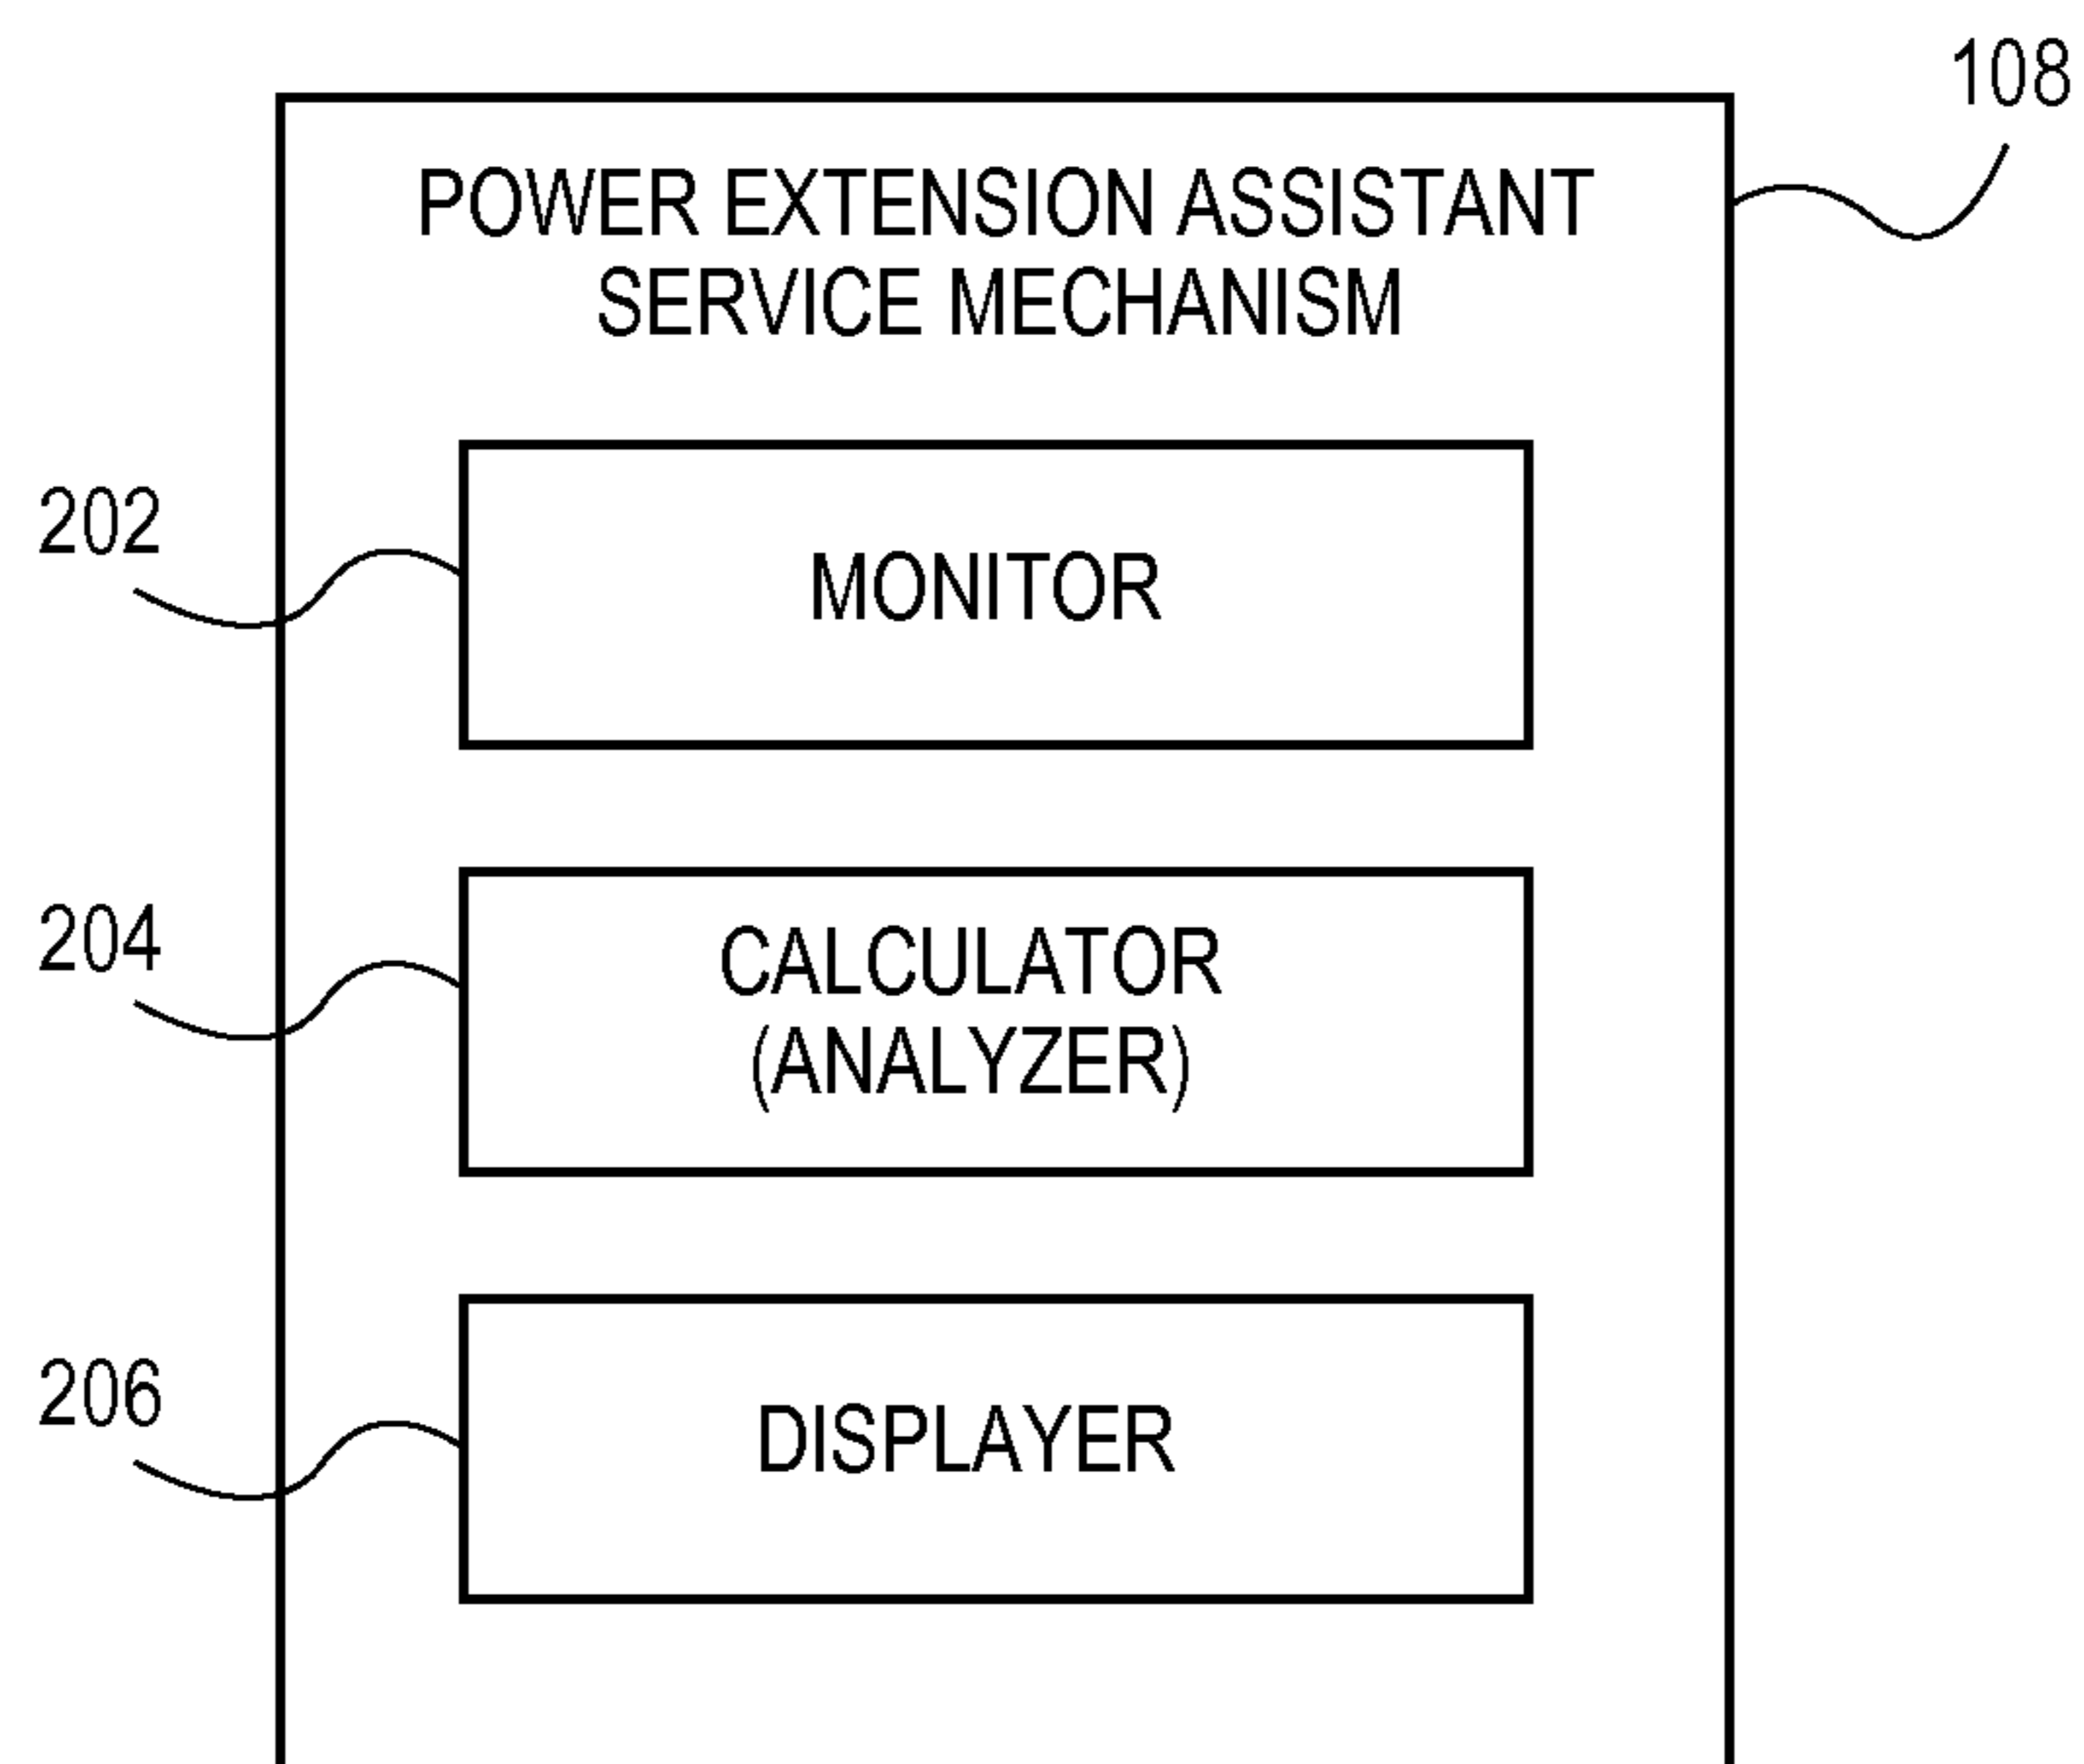 108
POWER EXTENSION ASSISTANT
SERVICE MECHANISM
202
MONITOR
204
CALCULATOR
(ANALYZER)
206
DISPLAYER